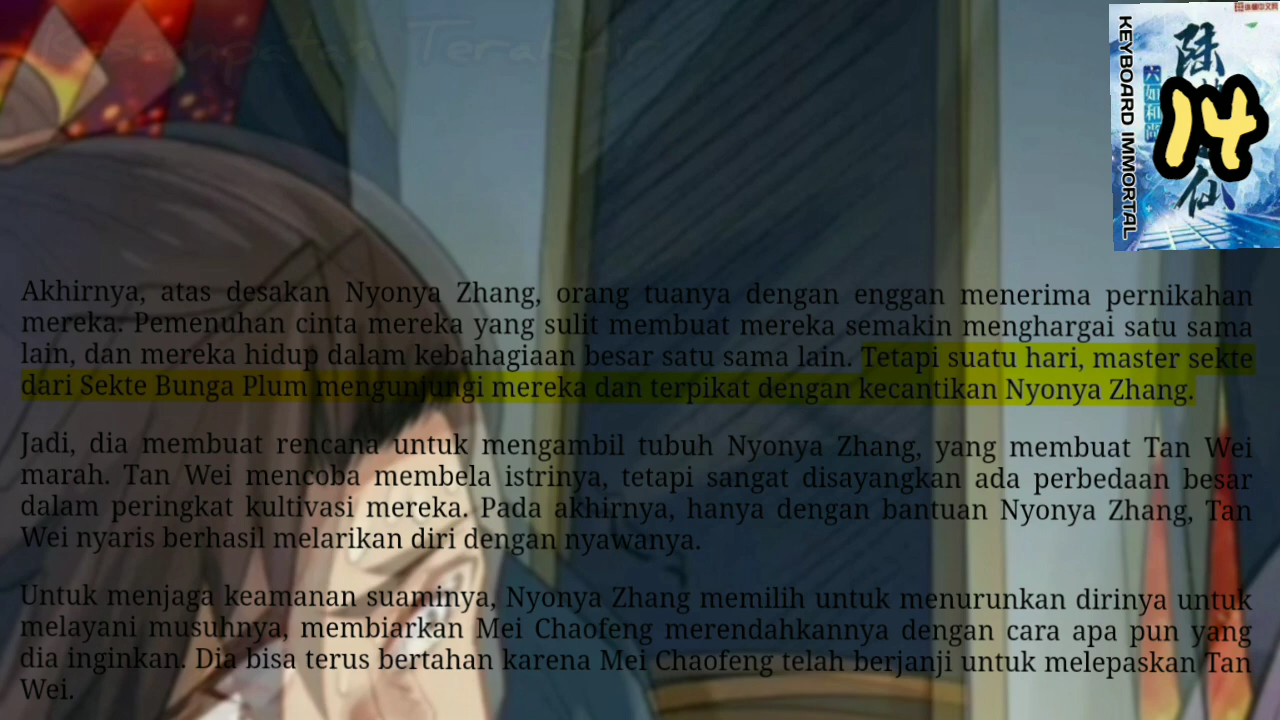 Kesempatan Terakhir
KEYBOARD IMMORTAL
六如和尚
14
仙
Akhirnya, atas desakan Nyonya Zhang, orang tuanya dengan enggan menerima pernikahan
mereka. Pemenuhan cinta mereka yang sulit membuat mereka semakin menghargai satu sama
lain, dan mereka hidup dalam kebahagiaan besar satu sama lain. Tetapi suatu hari, master sekte
dari Sekte Bunga Plum mengunjungi mereka dan terpikat dengan kecantikan Nyonya Zhang.
Jadi, dia membuat rencana untuk mengambil tubuh Nyonya Zhang, yang membuat Tan Wei
marah. Tan Wei mencoba membela istrinya, tetapi sangat disayangkan ada perbedaan besar
dalam peringkat kultivasi mereka. Pada akhirnya, hanya dengan bantuan Nyonya Zhang, Tan
Wei nyaris berhasil melarikan diri dengan nyawanya.
Untuk menjaga keamanan suaminya, Nyonya Zhang memilih untuk menurunkan dirinya untuk
melayani musuhnya, membiarkan Mei Chaofeng merendahkannya dengan cara apa pun yang
dia inginkan. Dia bisa terus bertahan karena Mei Chaofeng telah berjanji untuk melepaskan Tan
Wei.